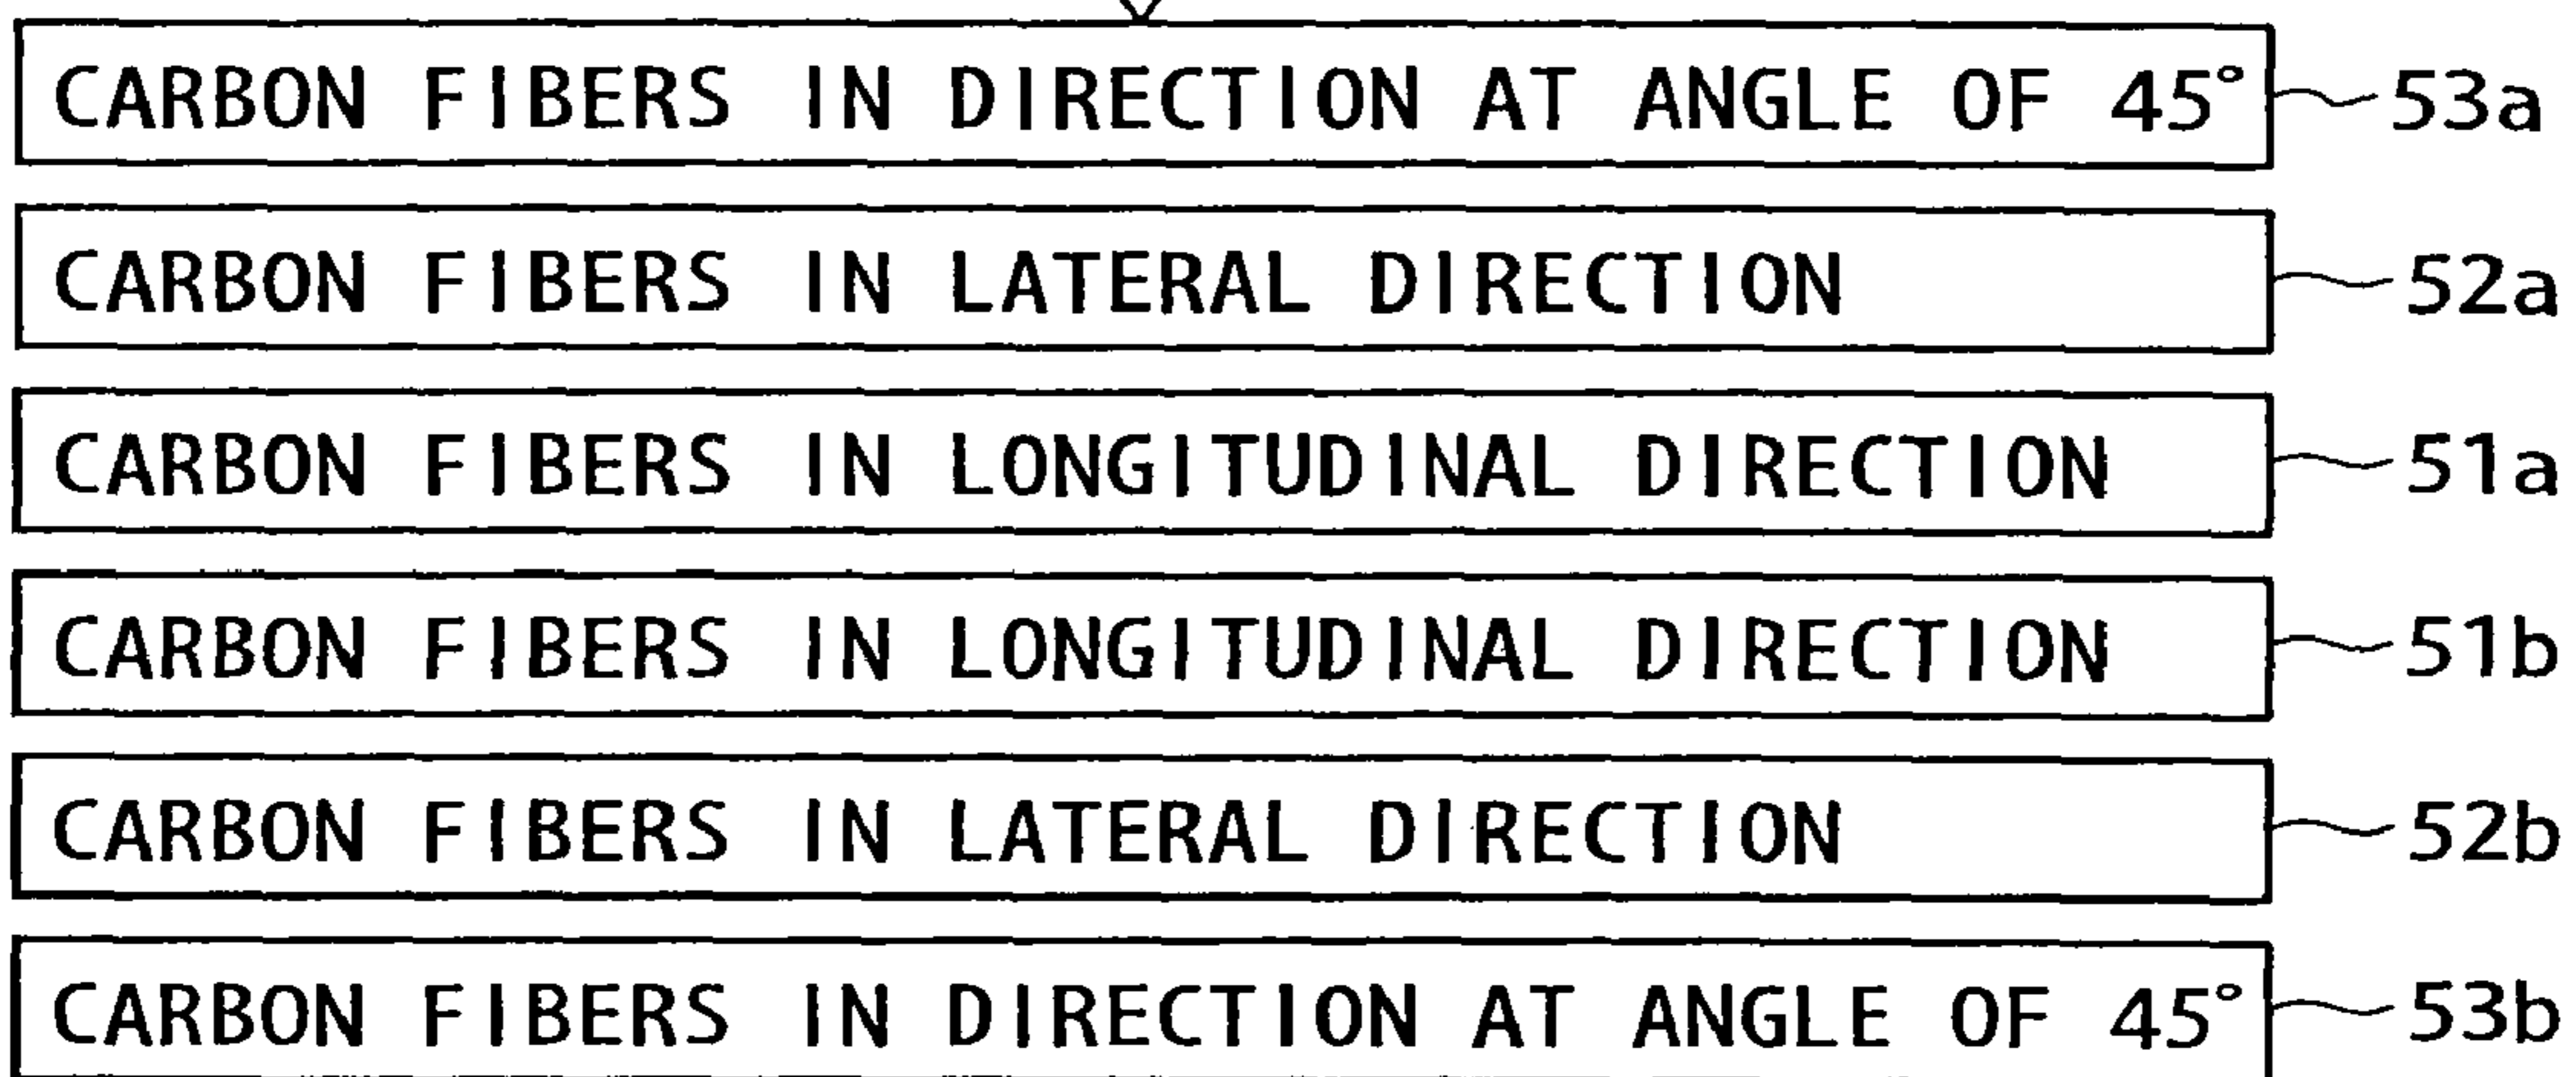 CARBON FIBERS IN DIRECTION AT ANGLE OF 45° 53a
CARBON FIBERS IN LATERAL DIRECTION 52a
CARBON FIBERS IN LONGITUDINAL DIRECTION 51a
CARBON FIBERS IN LONGITUDINAL DIRECTION 51b
CARBON FIBERS IN LATERAL DIRECTION 52b
CARBON FIBERS IN DIRECTION AT ANGLE OF 45° 53b